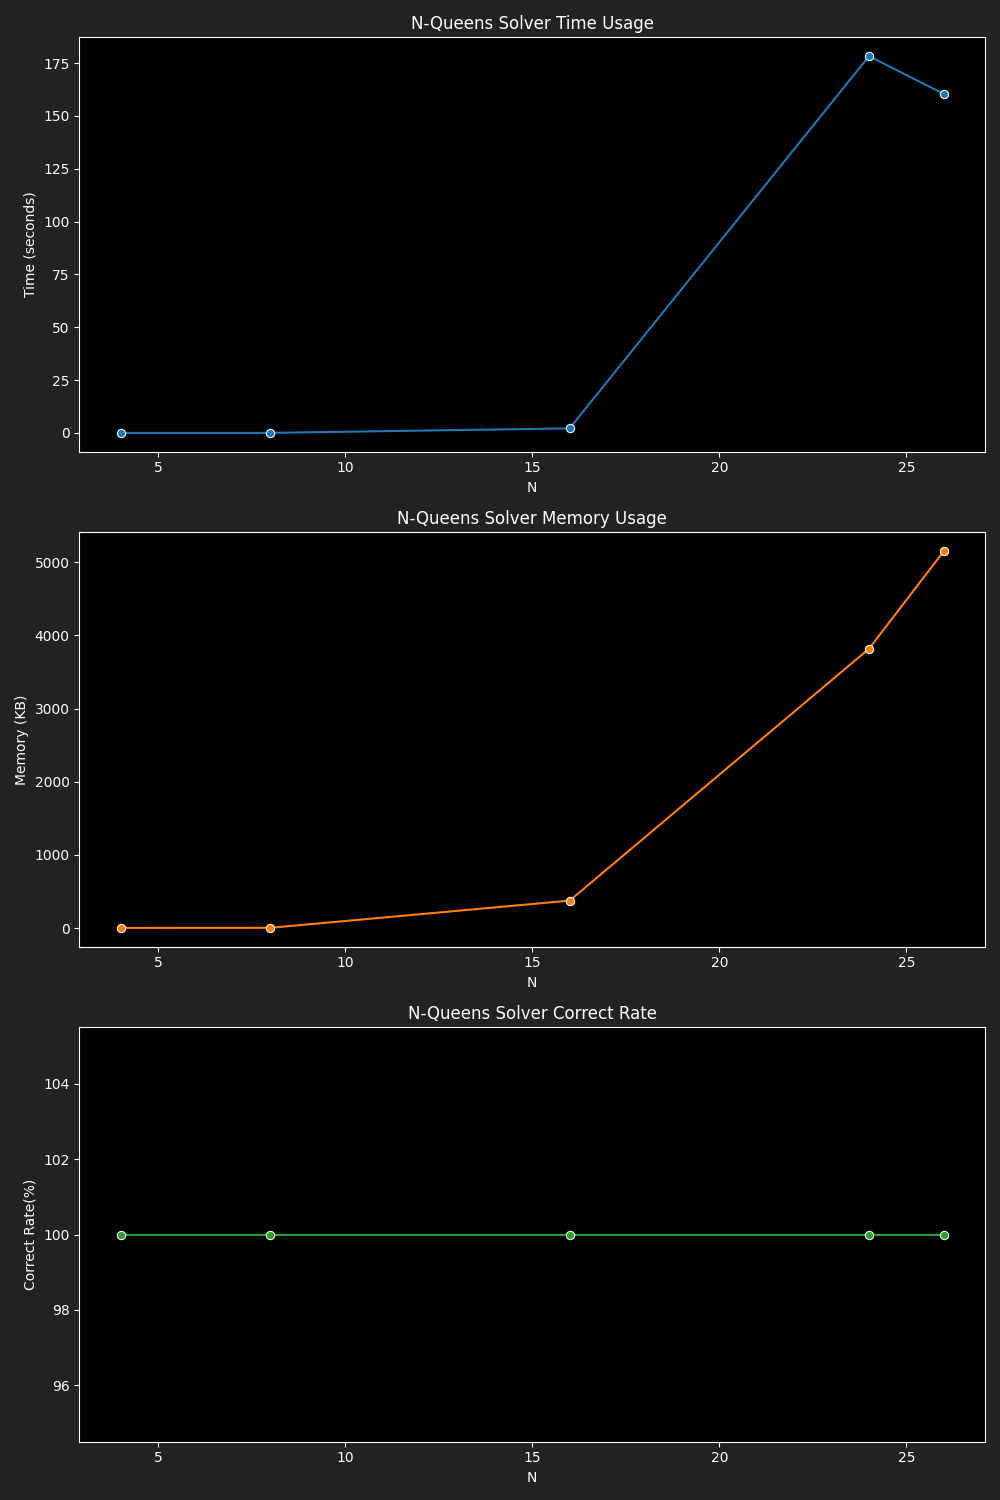 N-Queens Solver Time Usage
175
150
125
100
75
50
25
0
Time (seconds)
5 10 15 20 25
N
N-Queens Solver Memory Usage
5000
4000
3000
2000
1000
0
Memory (KB)
5 10 15 20 25
N
N-Queens Solver Correct Rate
104
102
100
98
96
Correct Rate(%)
5 10 15 20 25
N